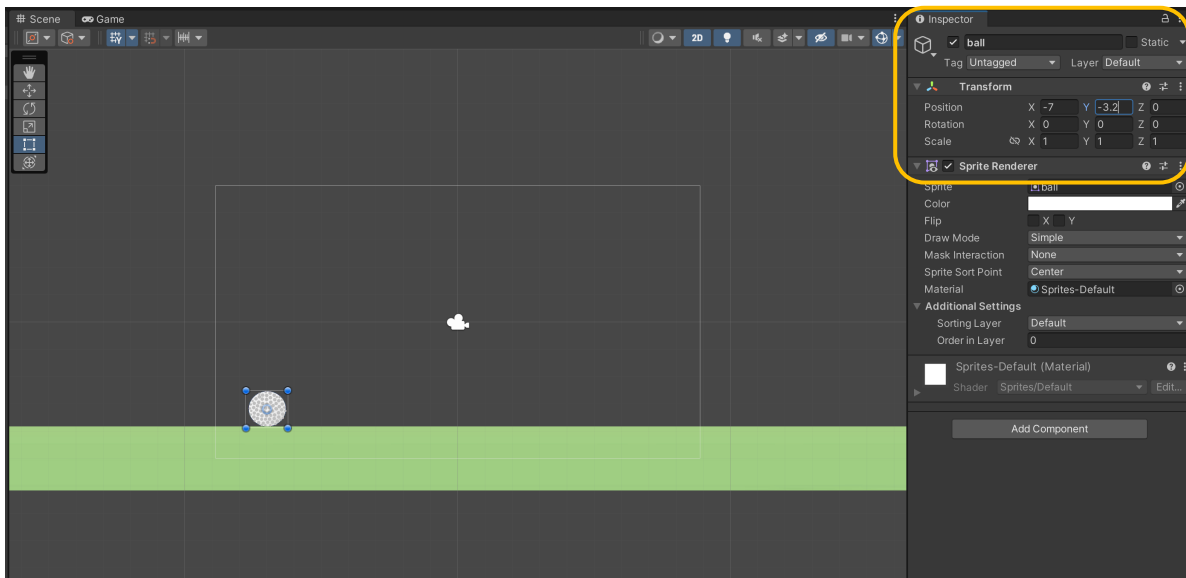 # Scene Game
2D
Inspector
ball Static
Tag Untagged Layer Default
Transform
Position X -7 Y -3.2 Z 0
Rotation X 0 Y 0 Z 0
Scale X 1 Y 1 Z 1
Sprite Renderer
Sprite ball
Color
Flip X Y
Draw Mode Simple
Mask Interaction None
Sprite Sort Point Center
Material Sprites-Default
Additional Settings
Sorting Layer Default
Order in Layer 0
Sprites-Default (Material)
Shader Sprites/Default Edit...
Add Component